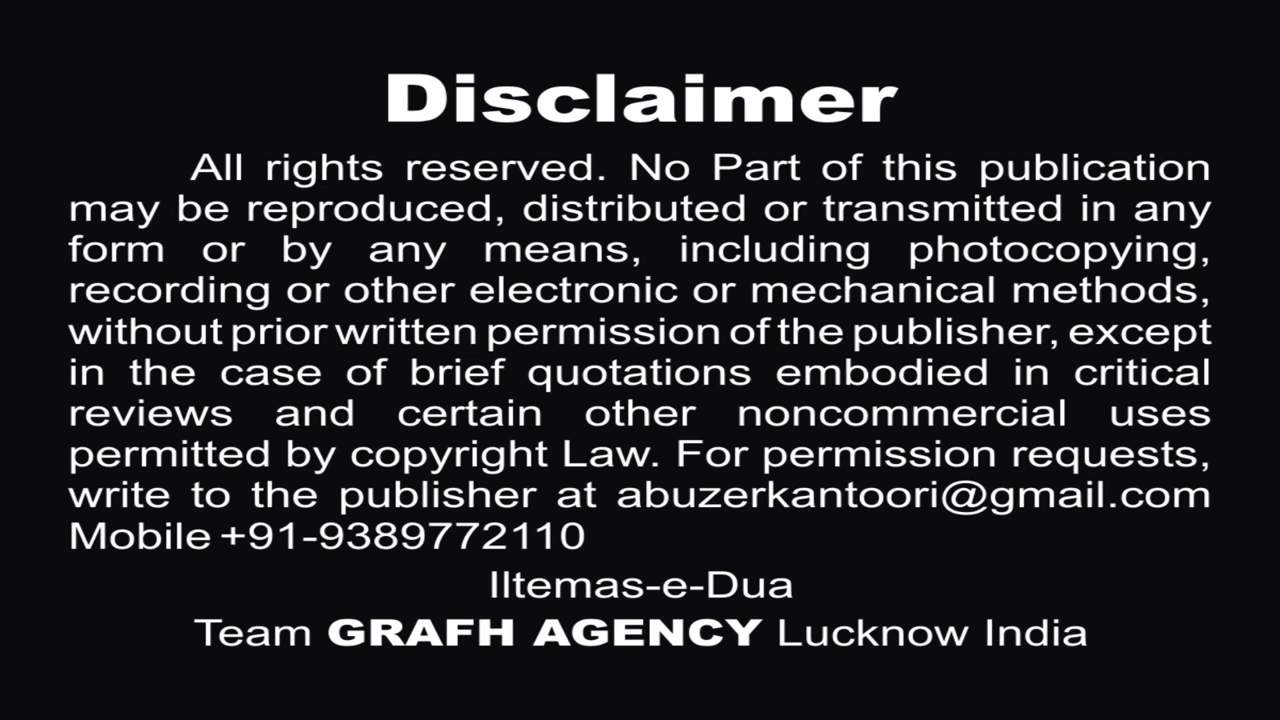 Disclaimer
All rights reserved. No Part of this publication
may be reproduced, distributed or transmitted in any
form or by any means, including photocopying,
recording or other electronic or mechanical methods,
without prior written permission of the publisher, except
in the case of brief quotations embodied in critical
reviews and certain other noncommercial uses
permitted by copyright Law. For permission requests,
write to the publisher at abuzerkantoori@gmail.com
Mobile +91-9389772110
IItemas-e-Dua
Team GRAFH AGENCY Lucknow India